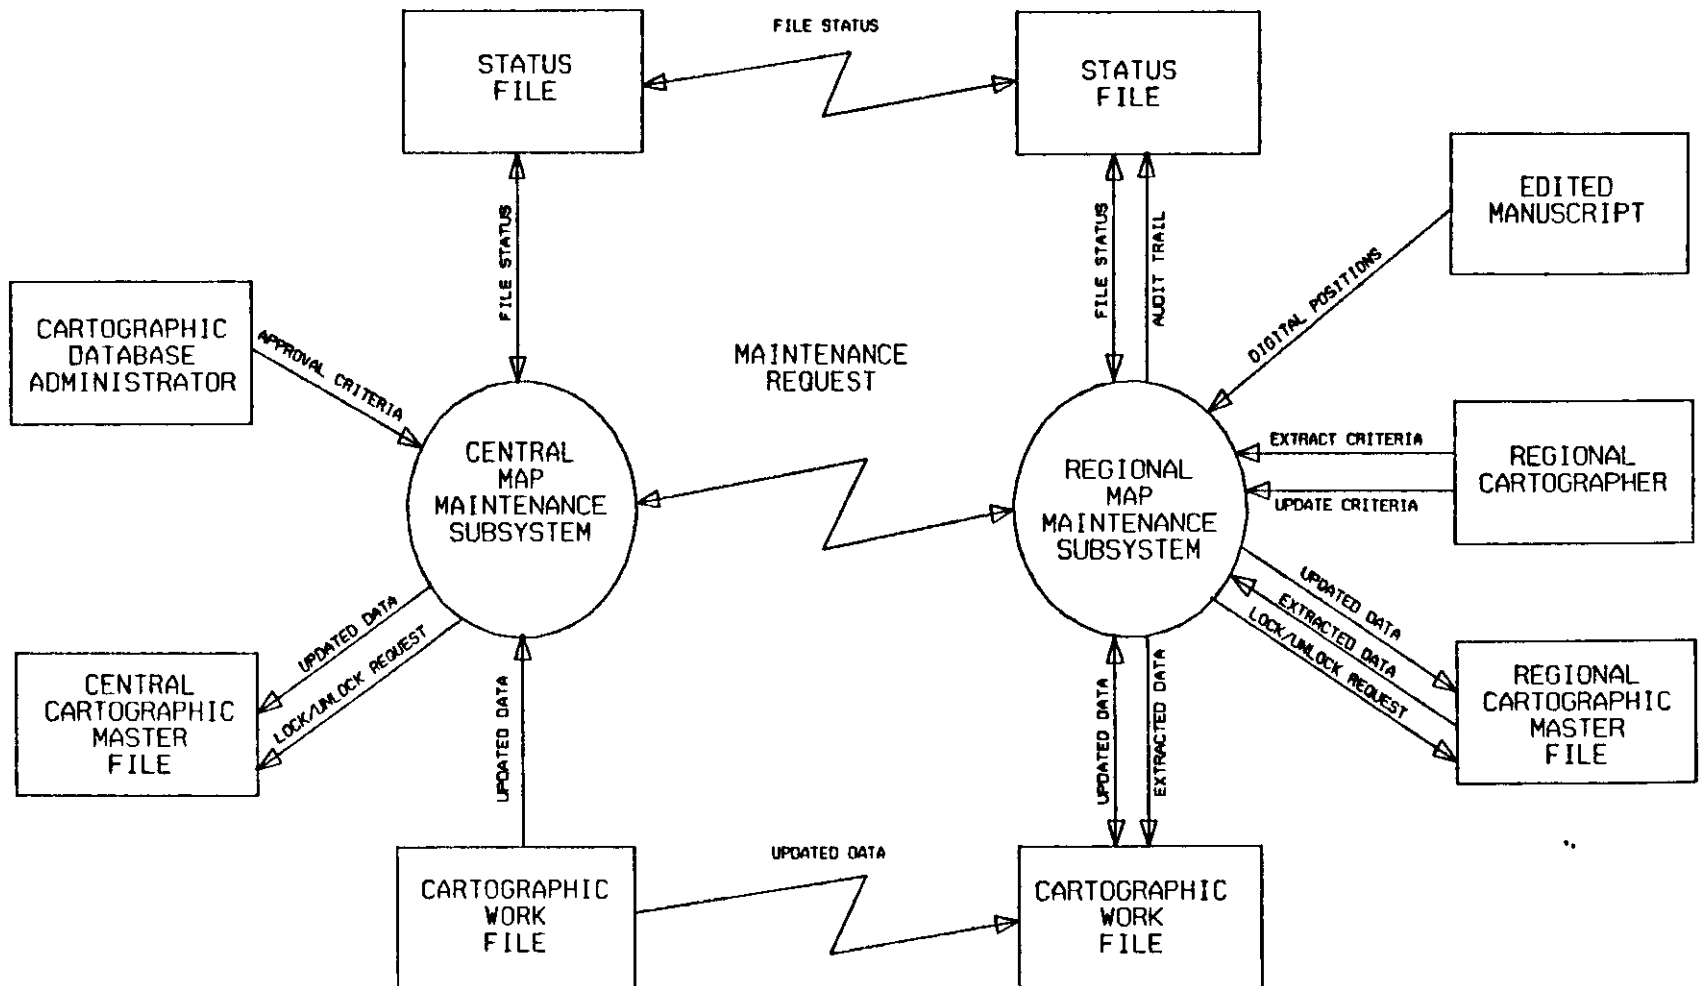 FILE STATUS
STATUS
FILE
STATUS
FILE
EDITED
MANUSCRIPT
FILE STATUS
FILE STATUS
AUDIT TRAIL
DIGITAL POSITIONS
CARTOGRAPHIC
DATABASE
ADMINISTRATOR
APPROVAL CRITERIA
MAINTENANCE
REQUEST
CENTRAL
MAP
MAINTENANCE
SUBSYSTEM
REGIONAL
MAP
MAINTENANCE
SUBSYSTEM
EXTRACT CRITERIA
UPDATE CRITERIA
REGIONAL
CARTOGRAPHER
UPDATED DATA
LOCK/UNLOCK REQUEST
CENTRAL
CARTOGRAPHIC
MASTER
FILE
UPDATED DATA
EXTRACTED DATA
LOCK/UNLOCK REQUEST
REGIONAL
CARTOGRAPHIC
MASTER
FILE
UPDATED DATA
UPDATED DATA
EXTRACTED DATA
CARTOGRAPHIC
WORK
FILE
UPDATED DATA
CARTOGRAPHIC
WORK
FILE